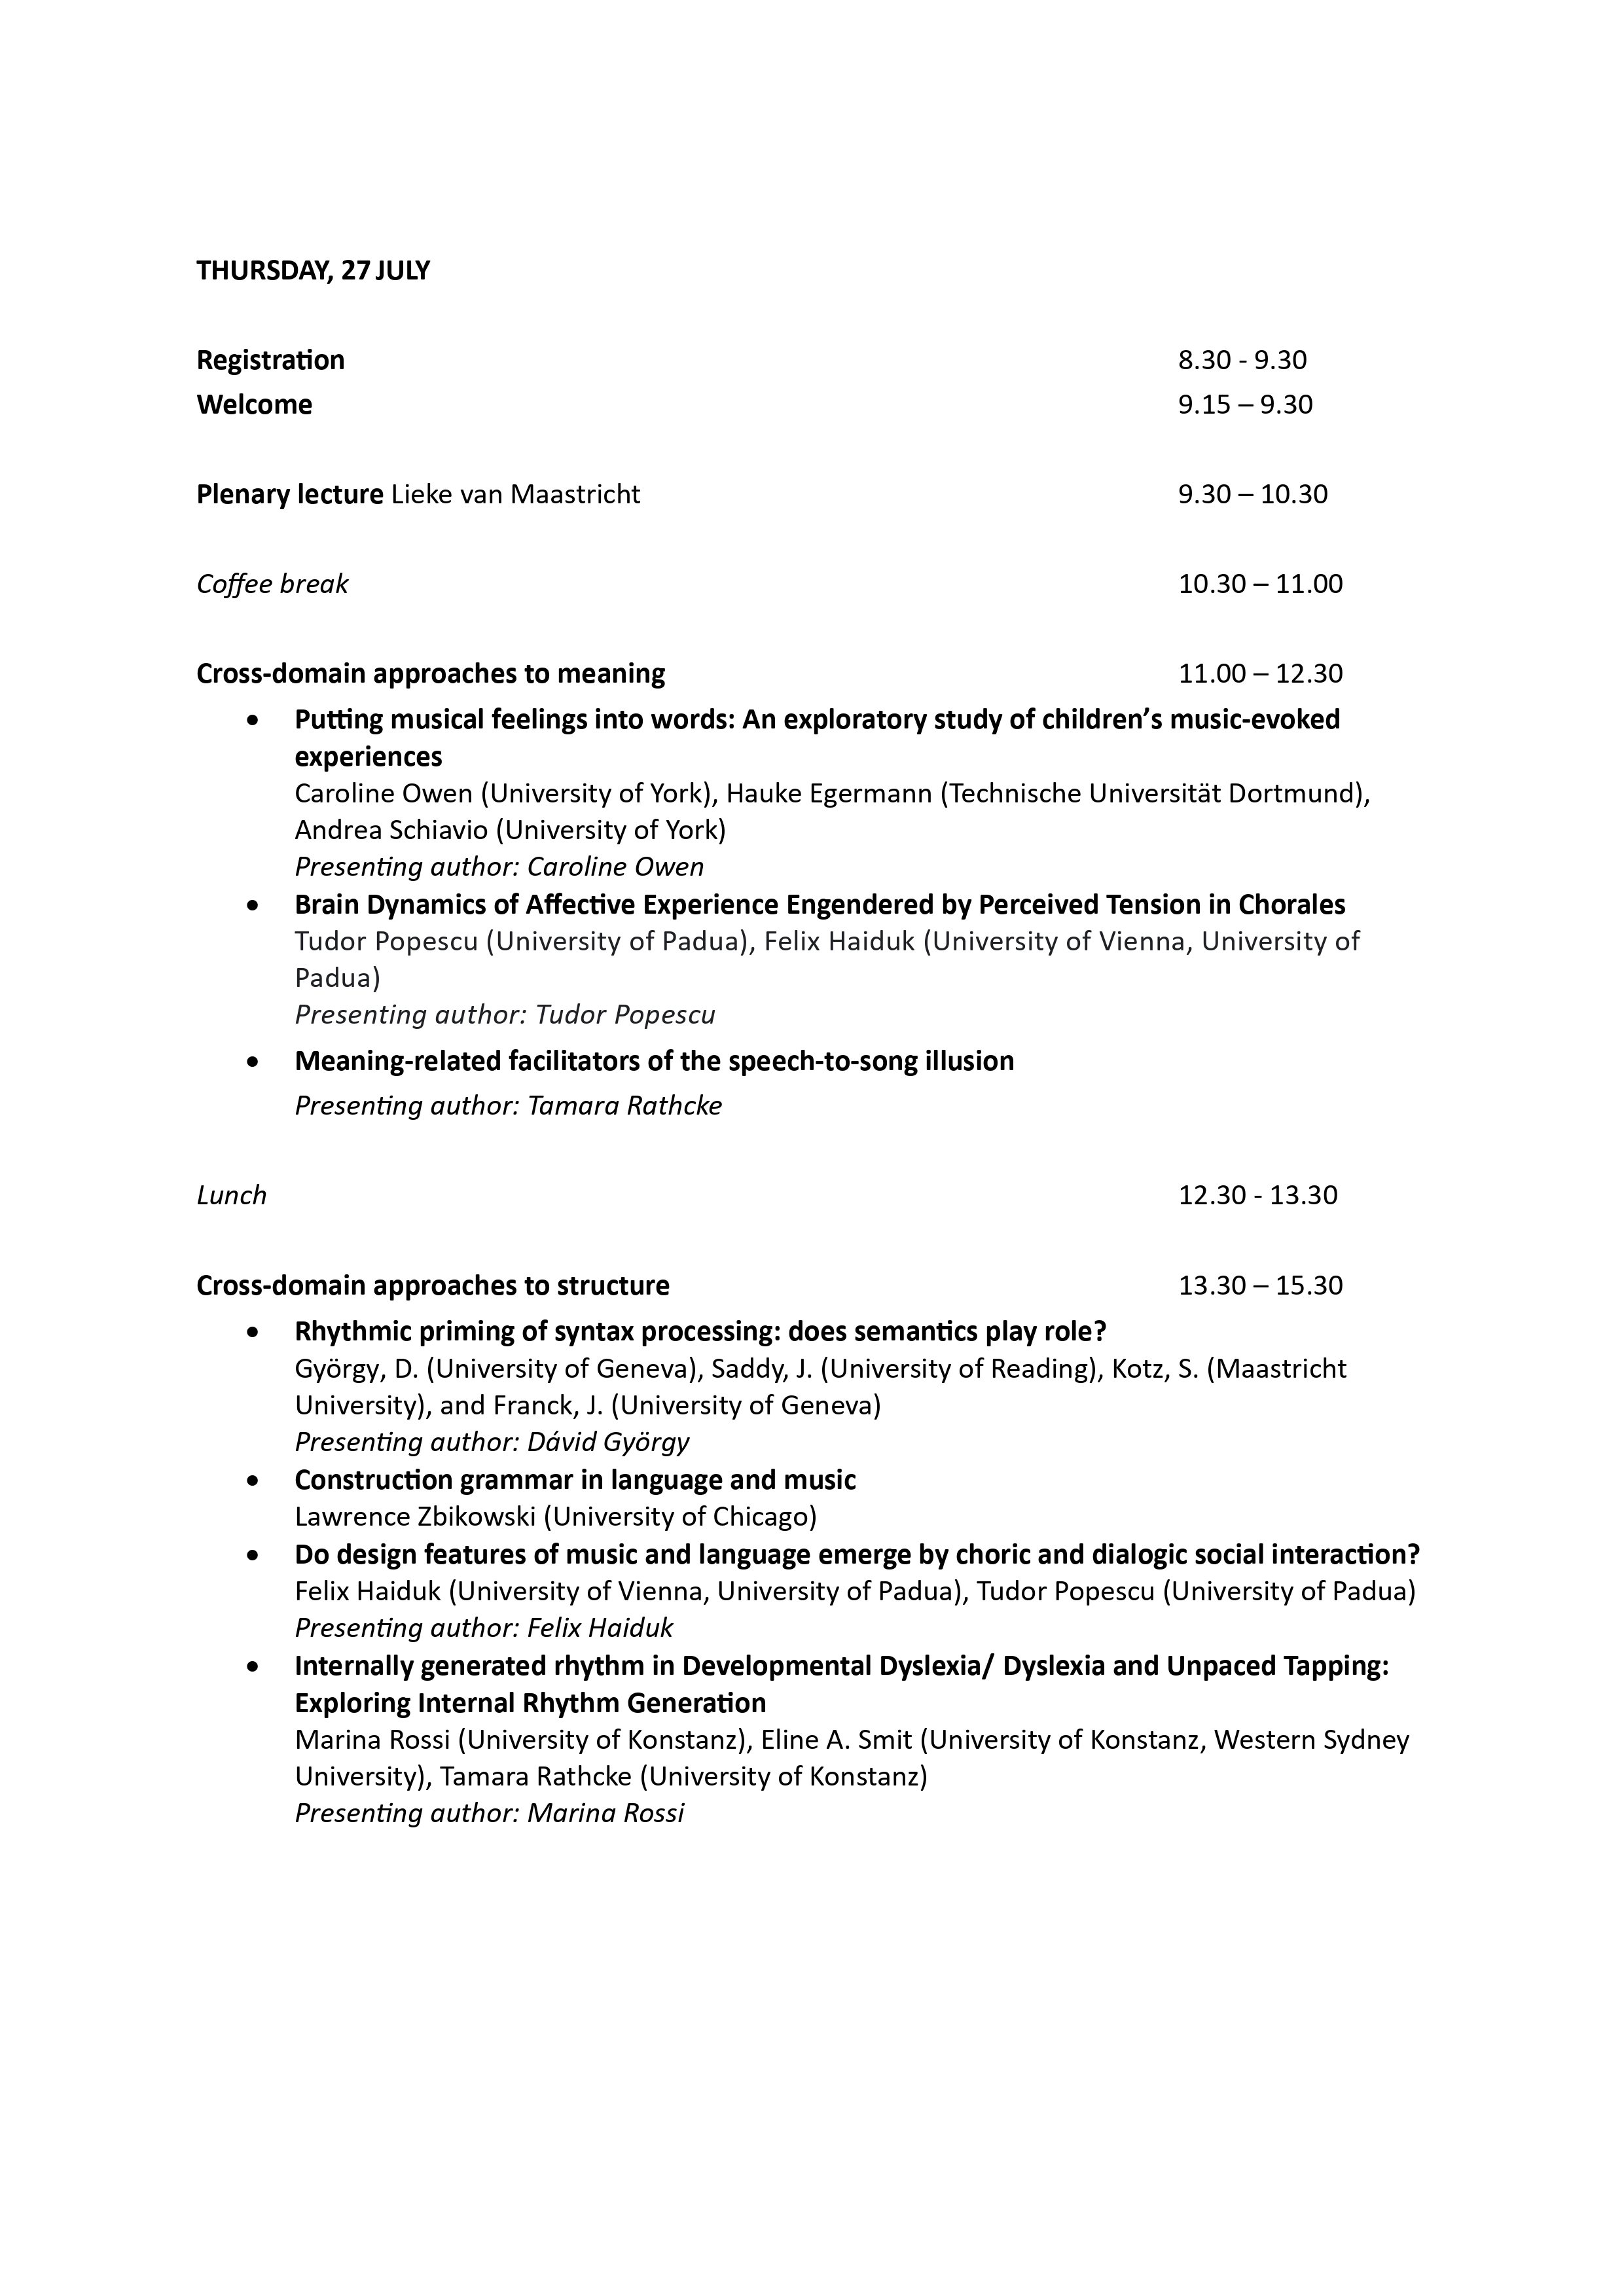 THURSDAY, 27 JULY
Registration 8.30 - 9.30
Welcome 9.15 – 9.30
Plenary lecture Lieke van Maastricht 9.30 – 10.30
Coffee break 10.30 – 11.00
Cross-domain approaches to meaning 11.00 – 12.30
• Putting musical feelings into words: An exploratory study of children’s music-evoked
experiences
Caroline Owen (University of York), Hauke Egermann (Technische Universität Dortmund),
Andrea Schiavio (University of York)
Presenting author: Caroline Owen
• Brain Dynamics of Affective Experience Engendered by Perceived Tension in Chorales
Tudor Popescu (University of Padua), Felix Haiduk (University of Vienna, University of
Padua)
Presenting author: Tudor Popescu
• Meaning-related facilitators of the speech-to-song illusion
Presenting author: Tamara Rathcke
Lunch 12.30 - 13.30
Cross-domain approaches to structure 13.30 – 15.30
• Rhythmic priming of syntax processing: does semantics play role?
György, D. (University of Geneva), Saddy, J. (University of Reading), Kotz, S. (Maastricht
University), and Franck, J. (University of Geneva)
Presenting author: Dávid György
• Construction grammar in language and music
Lawrence Zbikowski (University of Chicago)
• Do design features of music and language emerge by choric and dialogic social interaction?
Felix Haiduk (University of Vienna, University of Padua), Tudor Popescu (University of Padua)
Presenting author: Felix Haiduk
• Internally generated rhythm in Developmental Dyslexia/ Dyslexia and Unpaced Tapping:
Exploring Internal Rhythm Generation
Marina Rossi (University of Konstanz), Eline A. Smit (University of Konstanz, Western Sydney
University), Tamara Rathcke (University of Konstanz)
Presenting author: Marina Rossi